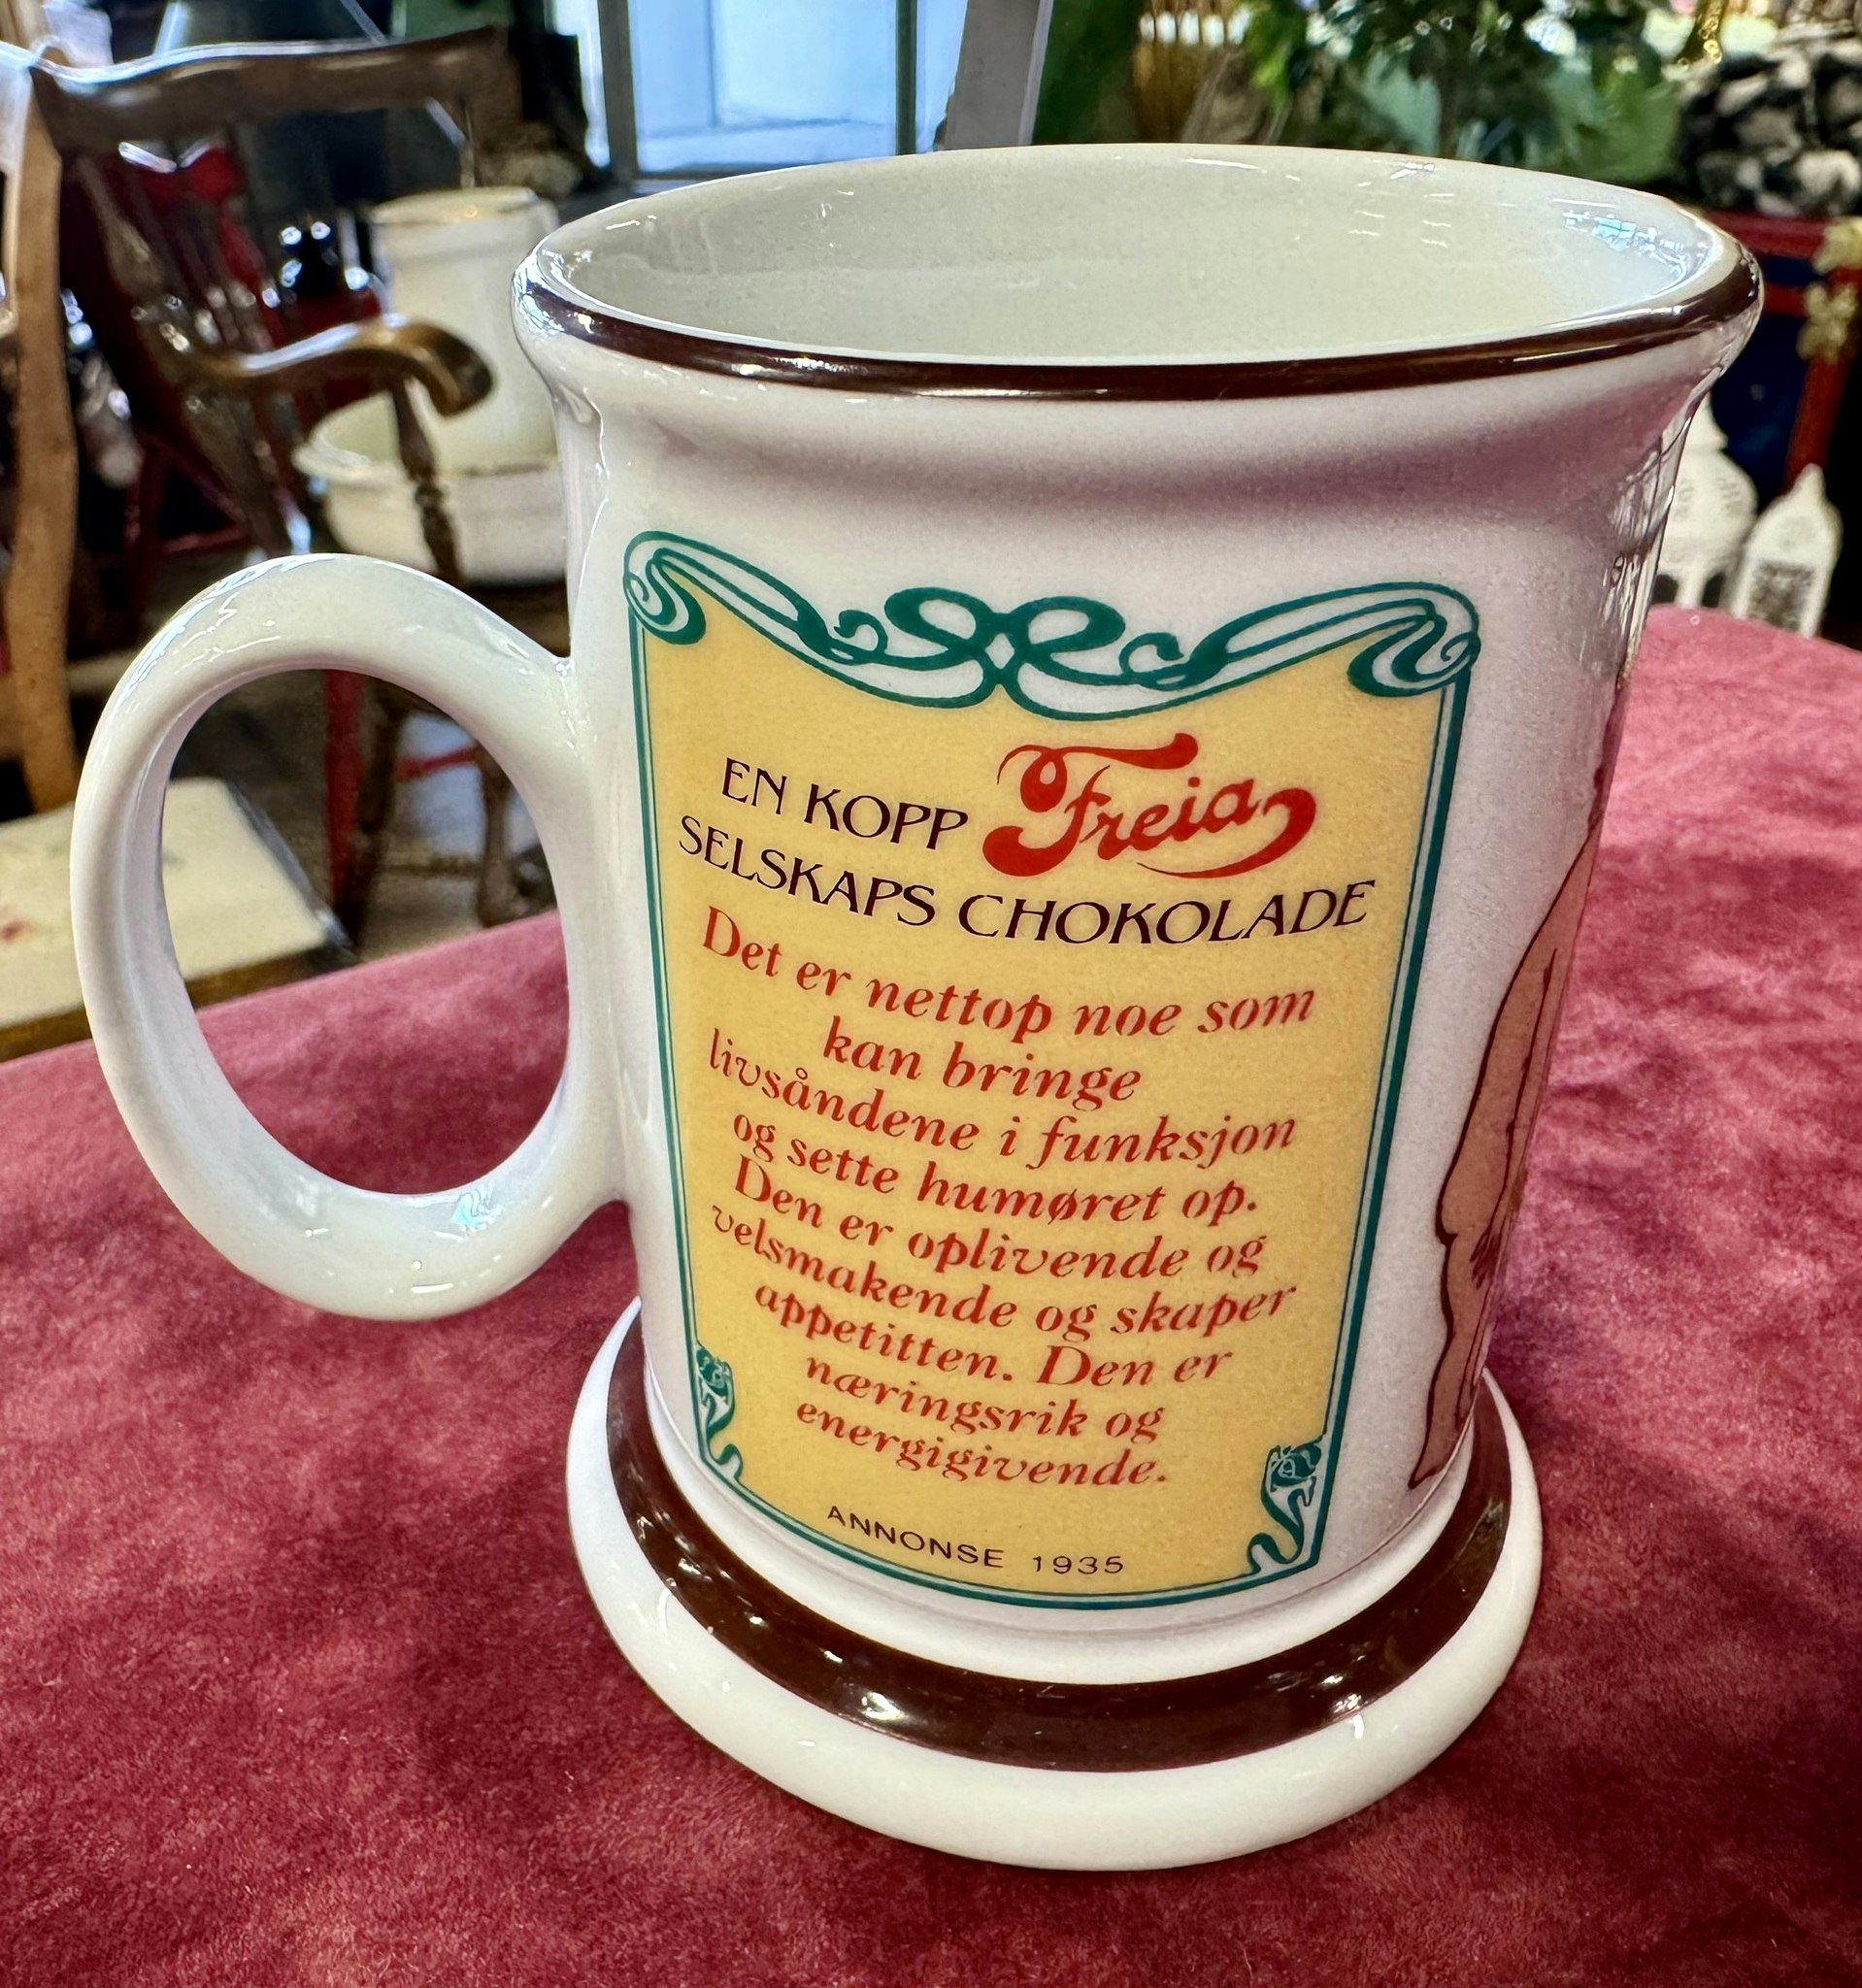 EN KOPP Freia
SELSKAPS CHOKOLADE
Det er nettop noe som
kan bringe
livsåndene i funksjon
og sette humøret op.
Den er oplivende og
velsmakende og skaper
appetitten. Den er
næringsrik og
energigivende.
ANNONSE 1935